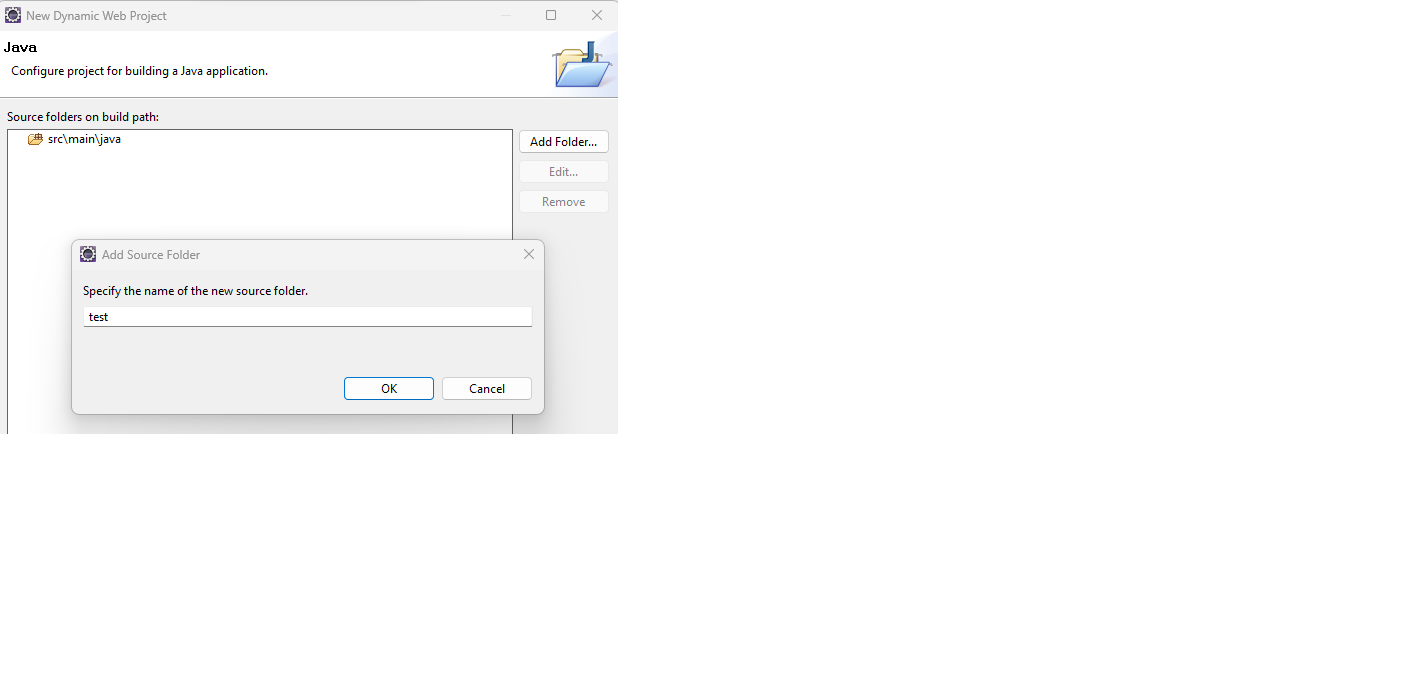 New Dynamic Web Project
Java
Configure project for building a Java application.
Source folders on build path:
src\main\java
Add Folder...
Edit...
Remove
Add Source Folder
Specify the name of the new source folder.
test
OK
Cancel